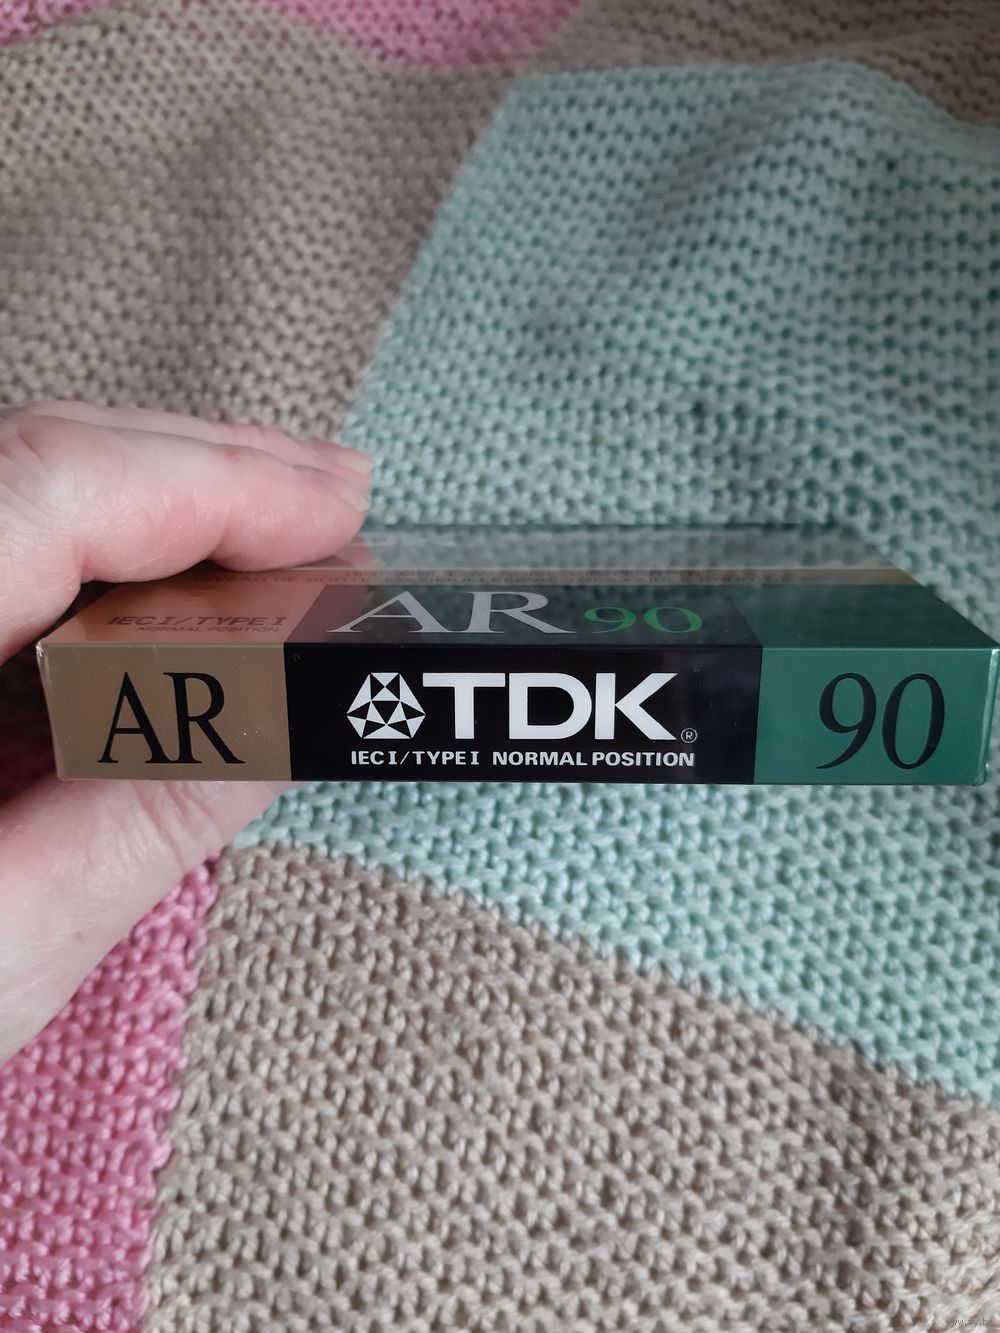 IEC I / TYPE I
NORMAL POSITION
AR 90
AR
TDK®
IEC I / TYPE I NORMAL POSITION
90